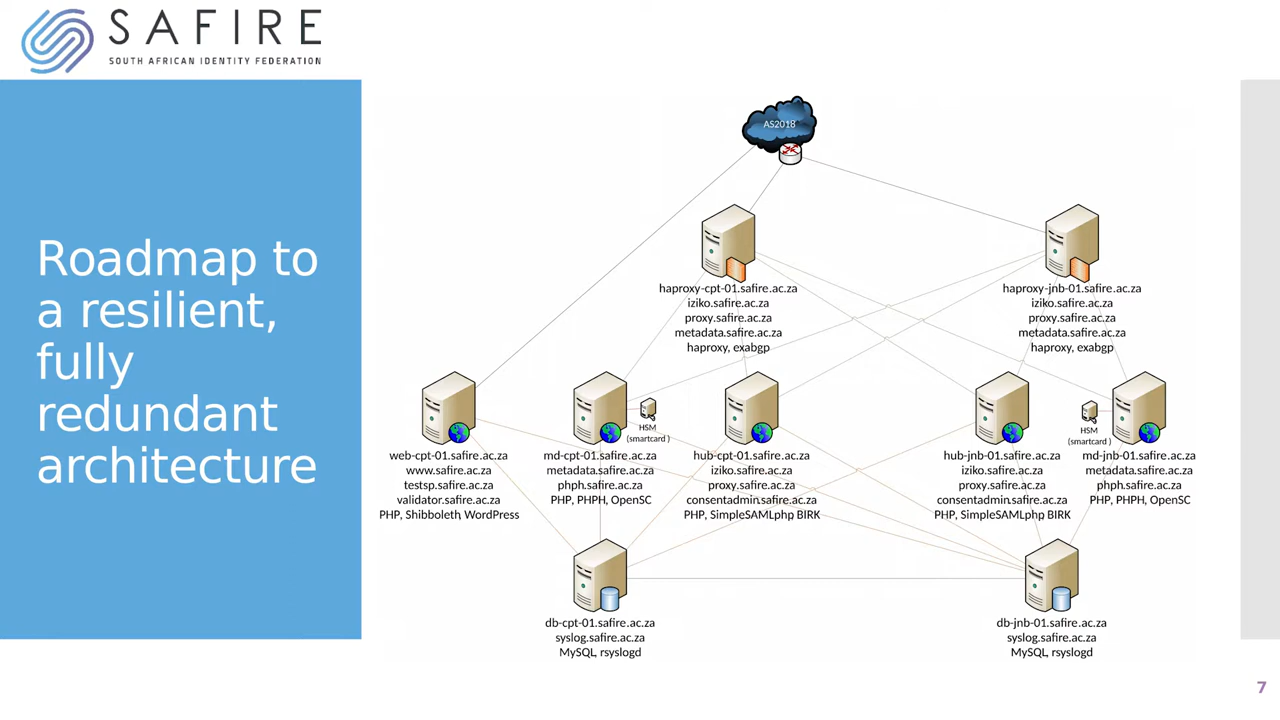 SAFIRE
SOUTH AFRICAN IDENTITY FEDERATION
Roadmap to
a resilient,
fully
redundant
architecture
AS2018
haproxy-cpt-01.safire.ac.za
iziko.safire.ac.za
proxy.safire.ac.za
metadata.safire.ac.za
haproxy, exabgp
haproxy-jnb-01.safire.ac.za
iziko.safire.ac.za
proxy.safire.ac.za
metadata.safire.ac.za
haproxy, exabgp
web-cpt-01.safire.ac.za
www.safire.ac.za
testsp.safire.ac.za
validator.safire.ac.za
PHP, Shibboleth, WordPress
HSM
(smartcard )
md-cpt-01.safire.ac.za
metadata.safire.ac.za
phph.safire.ac.za
PHP, PHPH, OpenSC
hub-cpt-01.safire.ac.za
iziko.safire.ac.za
proxy.safire.ac.za
consentadmin.safire.ac.za
PHP, SimpleSAMLphp, BIRK
hub-jnb-01.safire.ac.za
iziko.safire.ac.za
proxy.safire.ac.za
consentadmin.safire.ac.za
PHP, SimpleSAMLphp, BIRK
HSM
(smartcard )
md-jnb-01.safire.ac.za
metadata.safire.ac.za
phph.safire.ac.za
PHP, PHPH, OpenSC
db-cpt-01.safire.ac.za
syslog.safire.ac.za
MySQL, rsyslogd
db-jnb-01.safire.ac.za
syslog.safire.ac.za
MySQL, rsyslogd
7